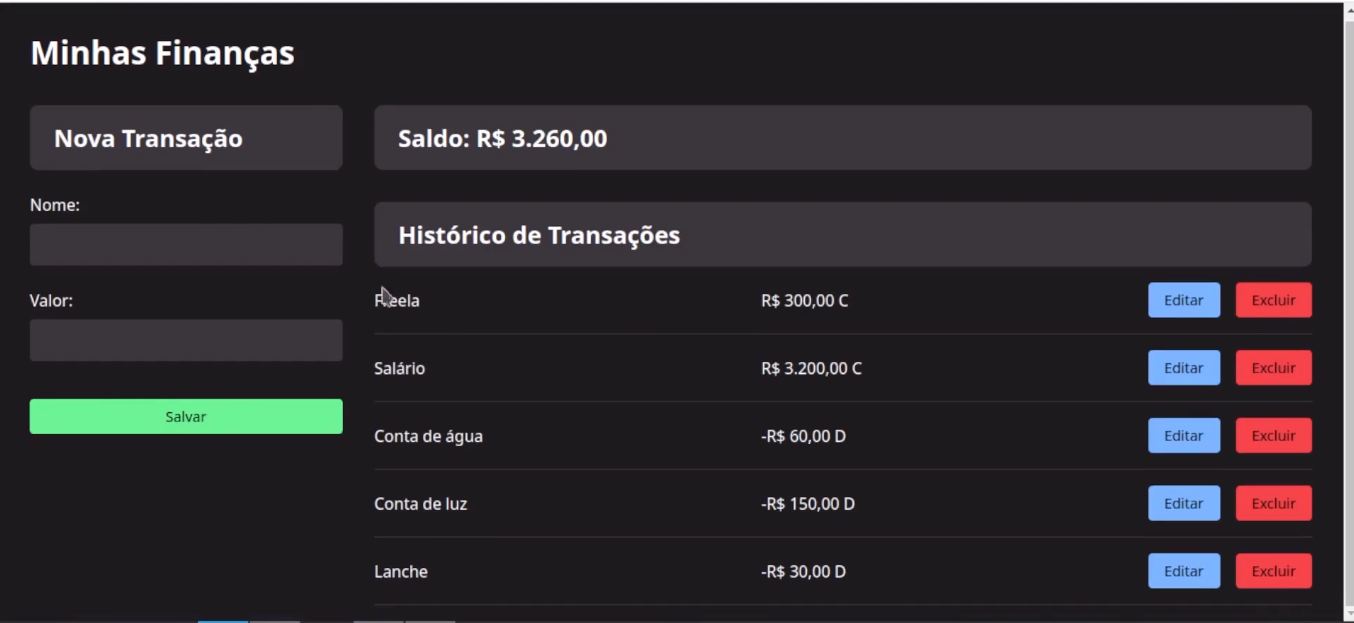 Minhas Finanças
Nova Transação
Nome:
Valor:
Salvar
Saldo: R$ 3.260,00
Histórico de Transações
Freela R$ 300,00 C Editar Excluir
Salário R$ 3.200,00 C Editar Excluir
Conta de água -R$ 60,00 D Editar Excluir
Conta de luz -R$ 150,00 D Editar Excluir
Lanche -R$ 30,00 D Editar Excluir